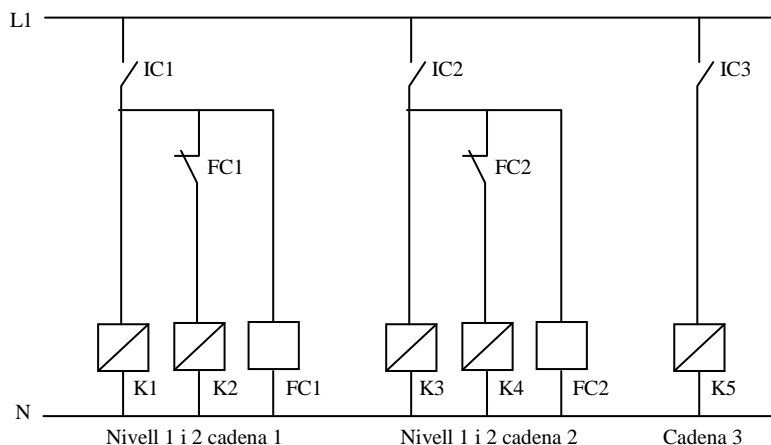 L1
IC1 IC2 IC3
FC1 FC2
K1 K2 FC1 K3 K4 FC2 K5
N
Nivell 1 i 2 cadena 1 Nivell 1 i 2 cadena 2 Cadena 3